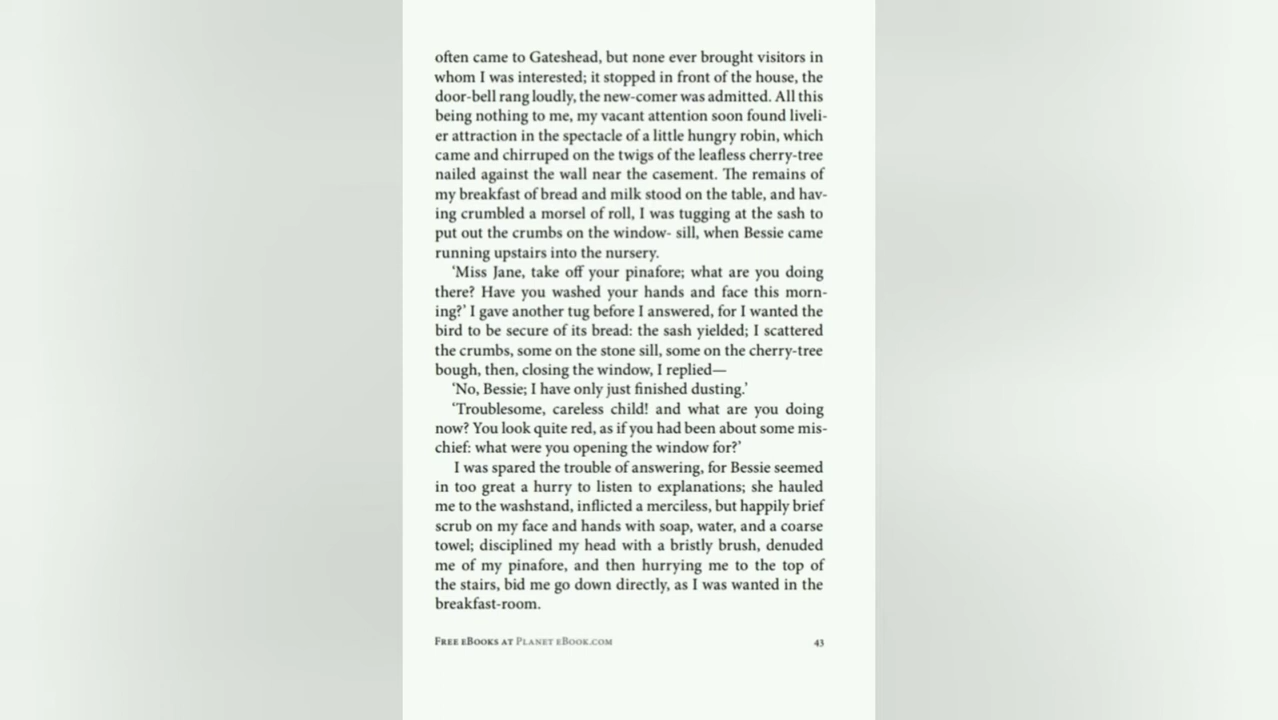 often came to Gateshead, but none ever brought visitors in
whom I was interested; it stopped in front of the house, the
door-bell rang loudly, the new-comer was admitted. All this
being nothing to me, my vacant attention soon found liveli-
er attraction in the spectacle of a little hungry robin, which
came and chirruped on the twigs of the leafless cherry-tree
nailed against the wall near the casement. The remains of
my breakfast of bread and milk stood on the table, and hav-
ing crumbled a morsel of roll, I was tugging at the sash to
put out the crumbs on the window- sill, when Bessie came
running upstairs into the nursery.
‘Miss Jane, take off your pinafore; what are you doing
there? Have you washed your hands and face this morn-
ing?’ I gave another tug before I answered, for I wanted the
bird to be secure of its bread: the sash yielded; I scattered
the crumbs, some on the stone sill, some on the cherry-tree
bough, then, closing the window, I replied—
‘No, Bessie; I have only just finished dusting.’
‘Troublesome, careless child! and what are you doing
now? You look quite red, as if you had been about some mis-
chief: what were you opening the window for?’
I was spared the trouble of answering, for Bessie seemed
in too great a hurry to listen to explanations; she hauled
me to the washstand, inflicted a merciless, but happily brief
scrub on my face and hands with soap, water, and a coarse
towel; disciplined my head with a bristly brush, denuded
me of my pinafore, and then hurrying me to the top of
the stairs, bid me go down directly, as I was wanted in the
breakfast-room.
Free eBooks at Planet eBook.com 43